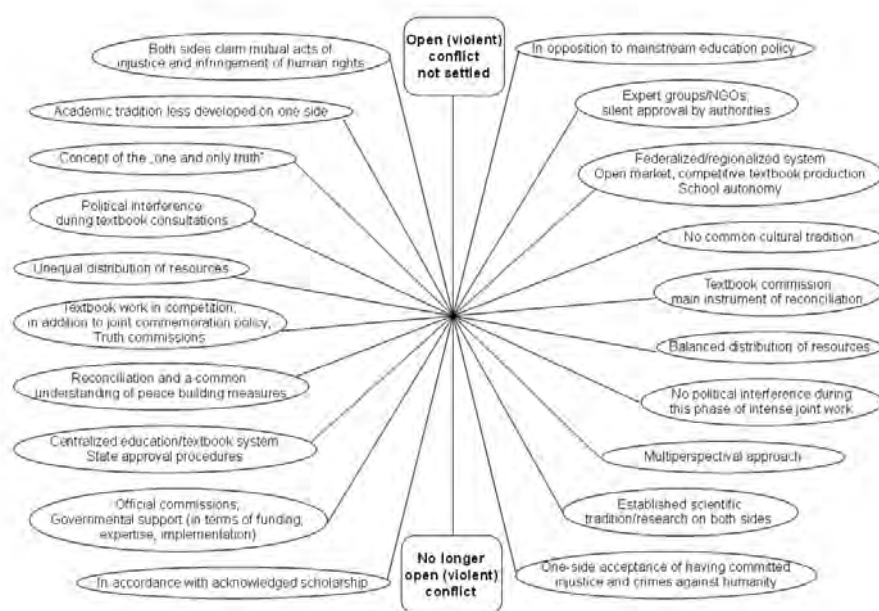 Open (violent)
conflict
not settled
Both sides claim mutual acts of
injustice and infringement of human rights
Academic tradition less developed on one side
Concept of the „one and only truth“
Political interference
during textbook consultations
Unequal distribution of resources
Textbook work in competition,
in addition to joint commemoration policy,
Truth commissions
Reconciliation and a common
understanding of peace building measures
Centralized education/textbook system
State approval procedures
Official commissions,
Governmental support (in terms of funding,
expertise, implementation)
In accordance with acknowledged scholarship
In opposition to mainstream education policy
Expert groups/NGOs,
silent approval by authorities
Federalized/regionalized system
Open market, competitive textbook production
School autonomy
No common cultural tradition
Textbook commission
main instrument of reconciliation
Balanced distribution of resources
No political interference during
this phase of intense joint work
Multiperspectival approach
Established scientific
tradition/research on both sides
One-side acceptance of having committed
injustice and crimes against humanity
No longer
open (violent)
conflict